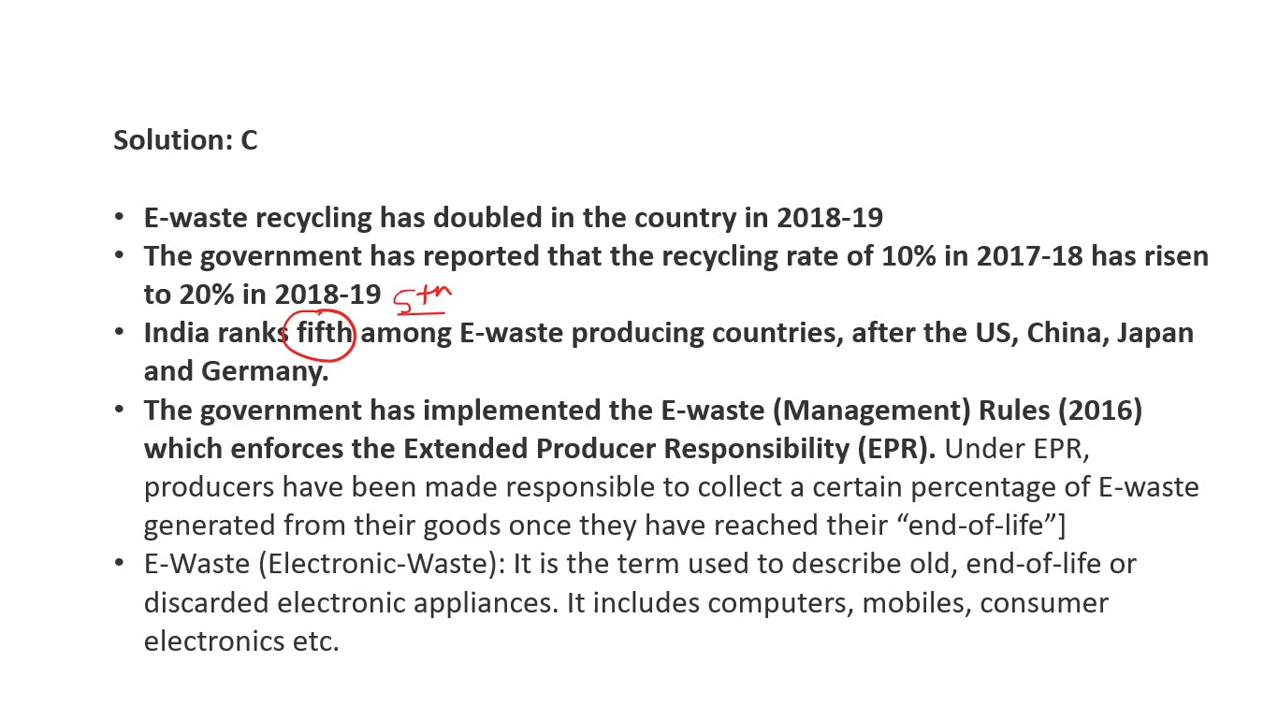 Solution: C
• E-waste recycling has doubled in the country in 2018-19
• The government has reported that the recycling rate of 10% in 2017-18 has risen
to 20% in 2018-19 5th
• India ranks fifth among E-waste producing countries, after the US, China, Japan
and Germany.
• The government has implemented the E-waste (Management) Rules (2016)
which enforces the Extended Producer Responsibility (EPR). Under EPR,
producers have been made responsible to collect a certain percentage of E-waste
generated from their goods once they have reached their “end-of-life”]
• E-Waste (Electronic-Waste): It is the term used to describe old, end-of-life or
discarded electronic appliances. It includes computers, mobiles, consumer
electronics etc.